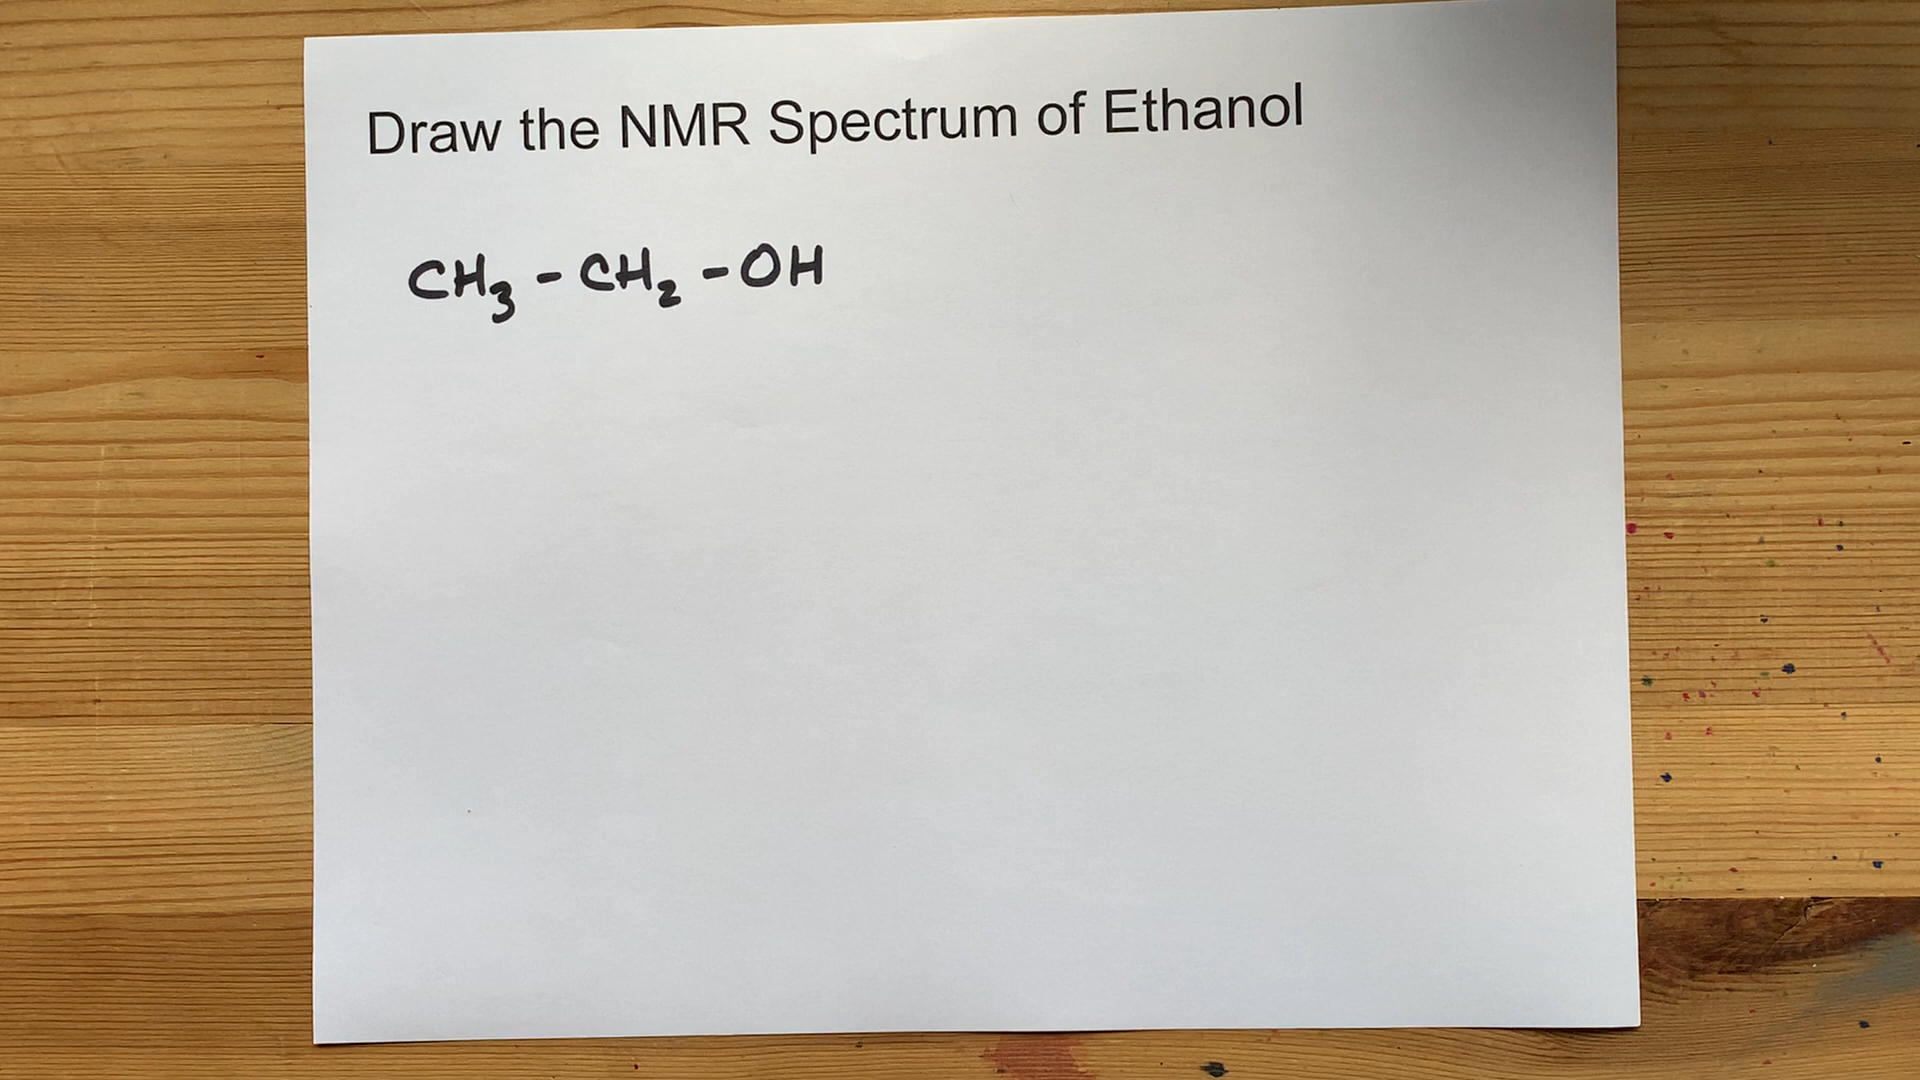 Draw the NMR Spectrum of Ethanol
CH₃-CH₂-OH